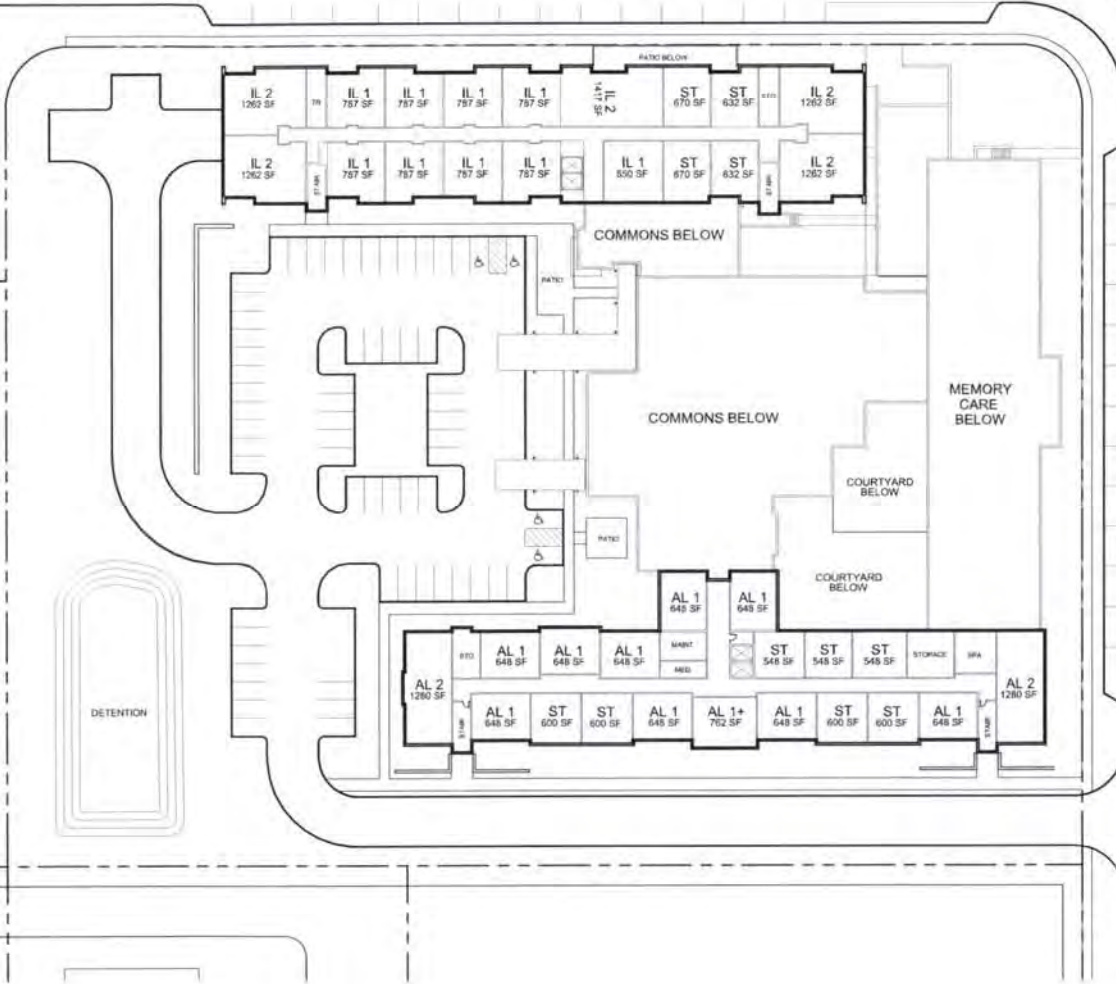 PATIO BELOW
IL 2
1262 SF
TR
IL 1
787 SF
IL 1
787 SF
IL 1
787 SF
IL 1
787 SF
IL 2
1417 SF
ST
670 SF
ST
632 SF
STO
IL 2
1262 SF
IL 2
1262 SF
STAIR
IL 1
787 SF
IL 1
787 SF
IL 1
787 SF
IL 1
787 SF
IL 1
850 SF
ST
670 SF
ST
632 SF
STAIR
IL 2
1262 SF
COMMONS BELOW
PATIO
COMMONS BELOW
MEMORY
CARE
BELOW
COURTYARD
BELOW
PATIO
COURTYARD
BELOW
AL 1
648 SF
AL 1
648 SF
AL 2
1280 SF
STO
AL 1
648 SF
AL 1
648 SF
AL 1
648 SF
MAINT
MED
ST
548 SF
ST
548 SF
ST
548 SF
STORAGE
SPA
AL 2
1280 SF
STAIR
AL 1
648 SF
ST
600 SF
ST
600 SF
AL 1
648 SF
AL 1+
762 SF
AL 1
648 SF
ST
600 SF
ST
600 SF
AL 1
648 SF
STAIR
DETENTION